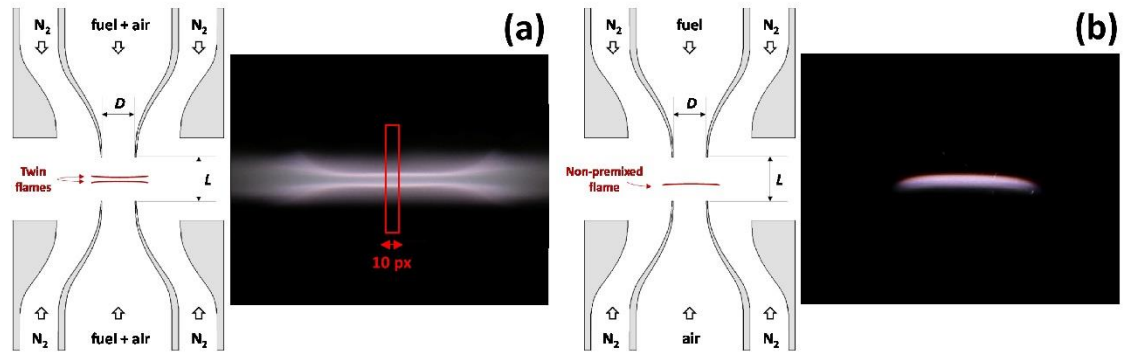 (a)
N₂
fuel + air
N₂
D
Twin
flames
L
10 px
N₂
fuel + air
N₂
(b)
N₂
fuel
N₂
D
Non-premixed
flame
L
N₂
air
N₂